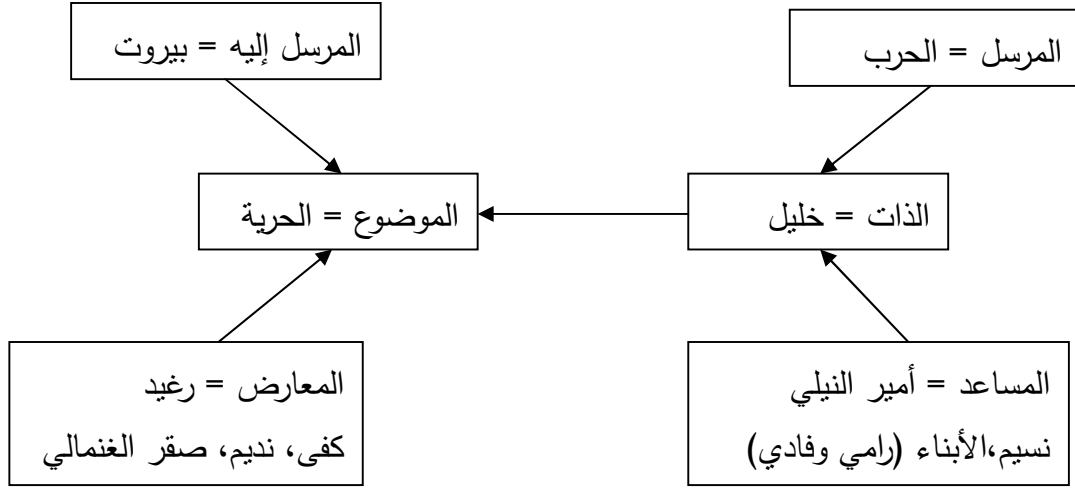 المرسل = الحرب
المرسل إليه = بيروت
الذات = خليل
الموضوع = الحرية
المساعد = أمير النيلي
نسيم،الأبناء (رامي وفادي)
المعارض = رغيد
كفى، نديم، صقر الغنمالي